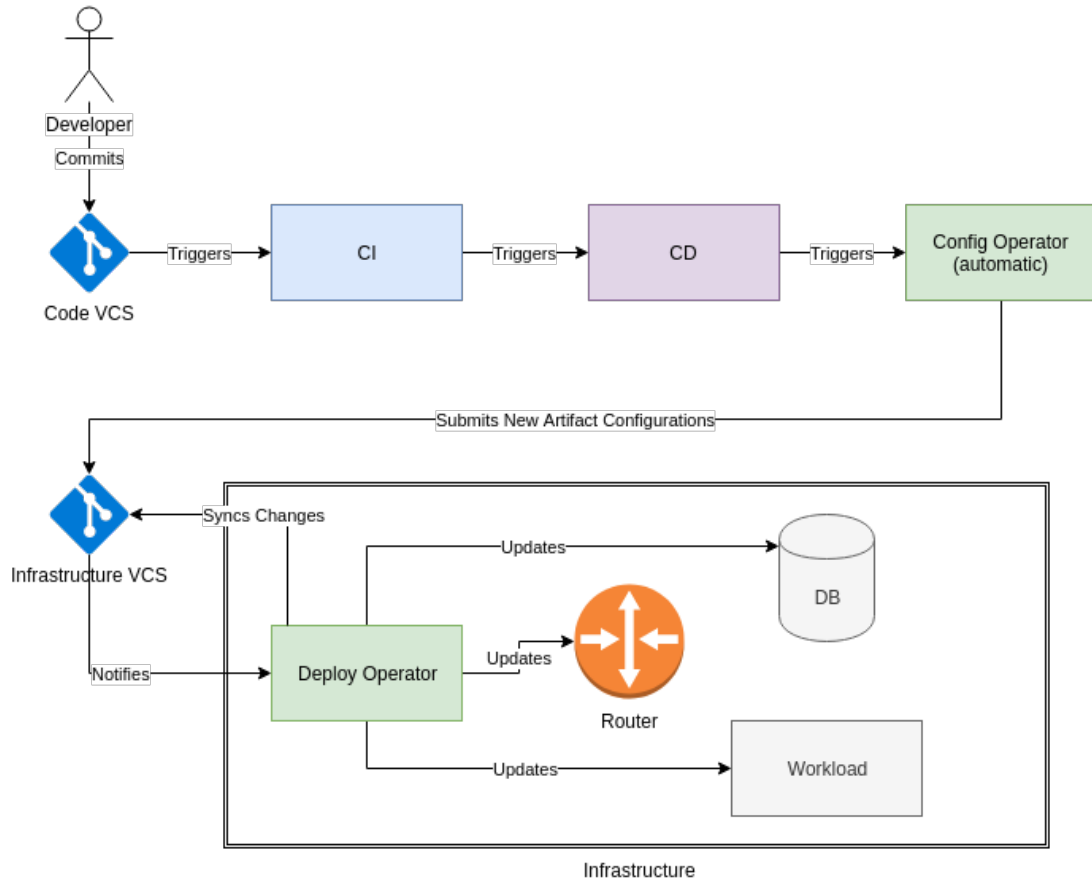 Developer
Commits
Code VCS
Triggers
CI
Triggers
CD
Triggers
Config Operator
(automatic)
Submits New Artifact Configurations
Infrastructure VCS
Syncs Changes
Notifies
Deploy Operator
Updates
DB
Updates
Router
Updates
Workload
Infrastructure